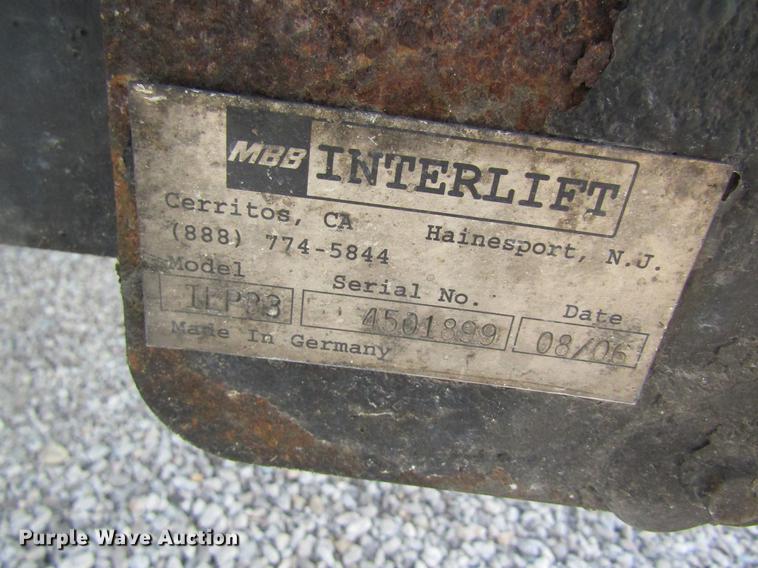 MBB INTERLIFT
Cerritos, CA Hainesport, N.J.
(888) 774-5844
Model Serial No. Date
4501899 08/06
Made In Germany
Purple Wave Auction